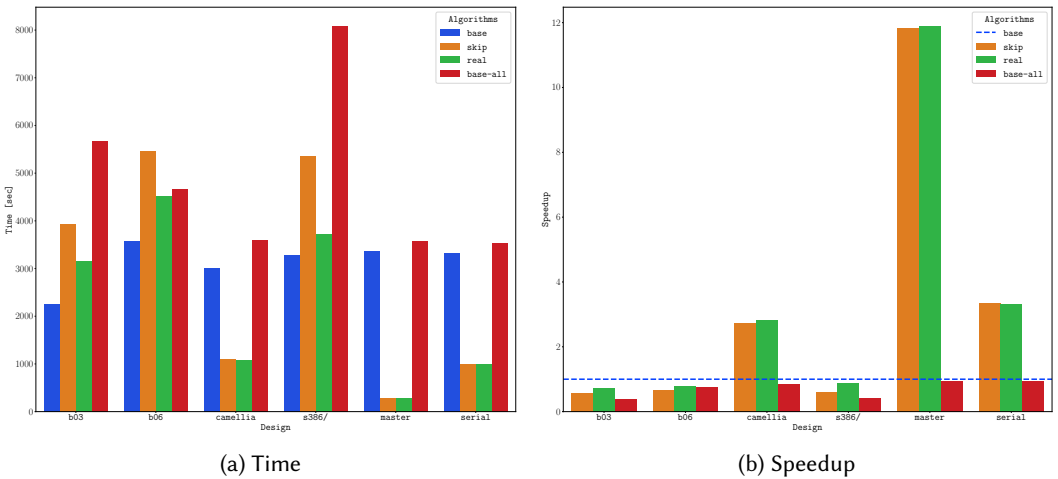 8000
7000
6000
5000
4000
3000
2000
1000
0
Time [sec]
Algorithms
base
skip
real
base-all
b03 b06 camellia s386/ master serial
Design
(a) Time
12
10
8
6
4
2
0
Speedup
Algorithms
base
skip
real
base-all
b03 b06 camellia s386/ master serial
Design
(b) Speedup